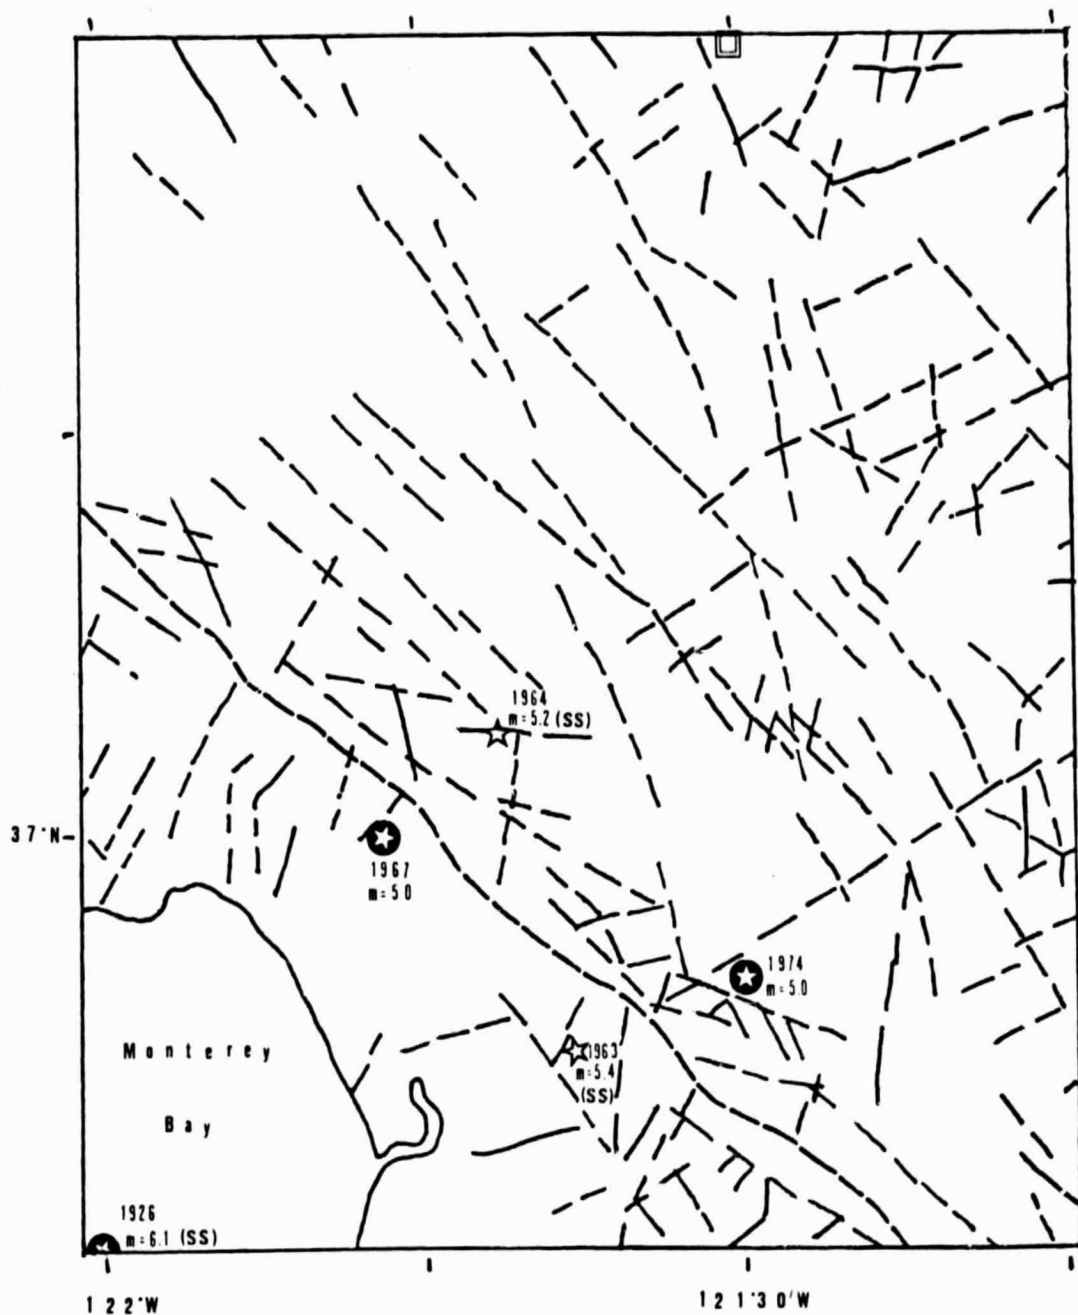 1964
m=5.2 (SS)
37°N
1967
m=5.0
1974
m=5.0
Monterey
Bay
1963
m=5.4
(SS)
1926
m=6.1 (SS)
122°W
121°30'W